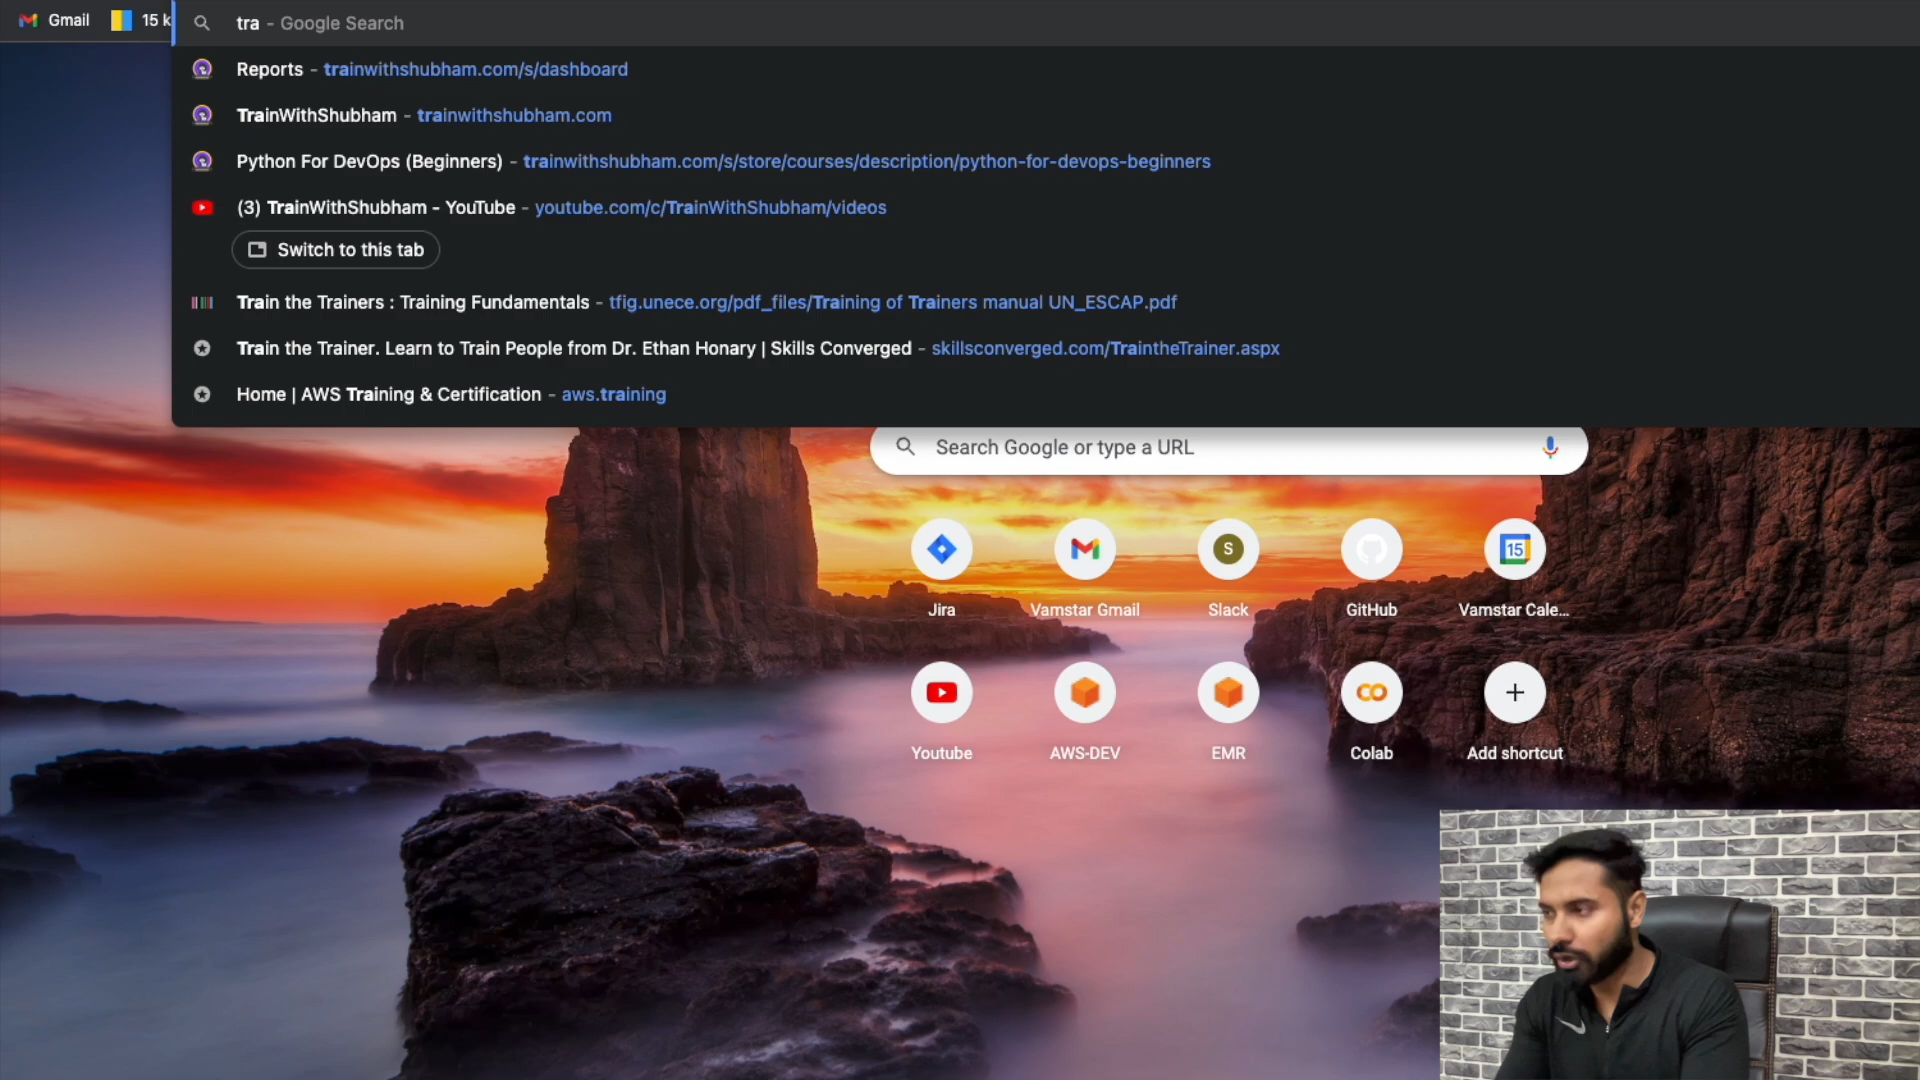 Gmail
15 k
tra - Google Search
Reports - trainwithshubham.com/s/dashboard
TrainWithShubham - trainwithshubham.com
Python For DevOps (Beginners) - trainwithshubham.com/s/store/courses/description/python-for-devops-beginners
(3) TrainWithShubham - YouTube - youtube.com/c/TrainWithShubham/videos
Switch to this tab
Train the Trainers : Training Fundamentals - tfig.unece.org/pdf_files/Training of Trainers manual UN_ESCAP.pdf
Train the Trainer. Learn to Train People from Dr. Ethan Honary | Skills Converged - skillsconverged.com/TraintheTrainer.aspx
Home | AWS Training & Certification - aws.training
Search Google or type a URL
S
15
Jira
Vamstar Gmail
Slack
GitHub
Vamstar Cale...
Youtube
AWS-DEV
EMR
Colab
Add shortcut